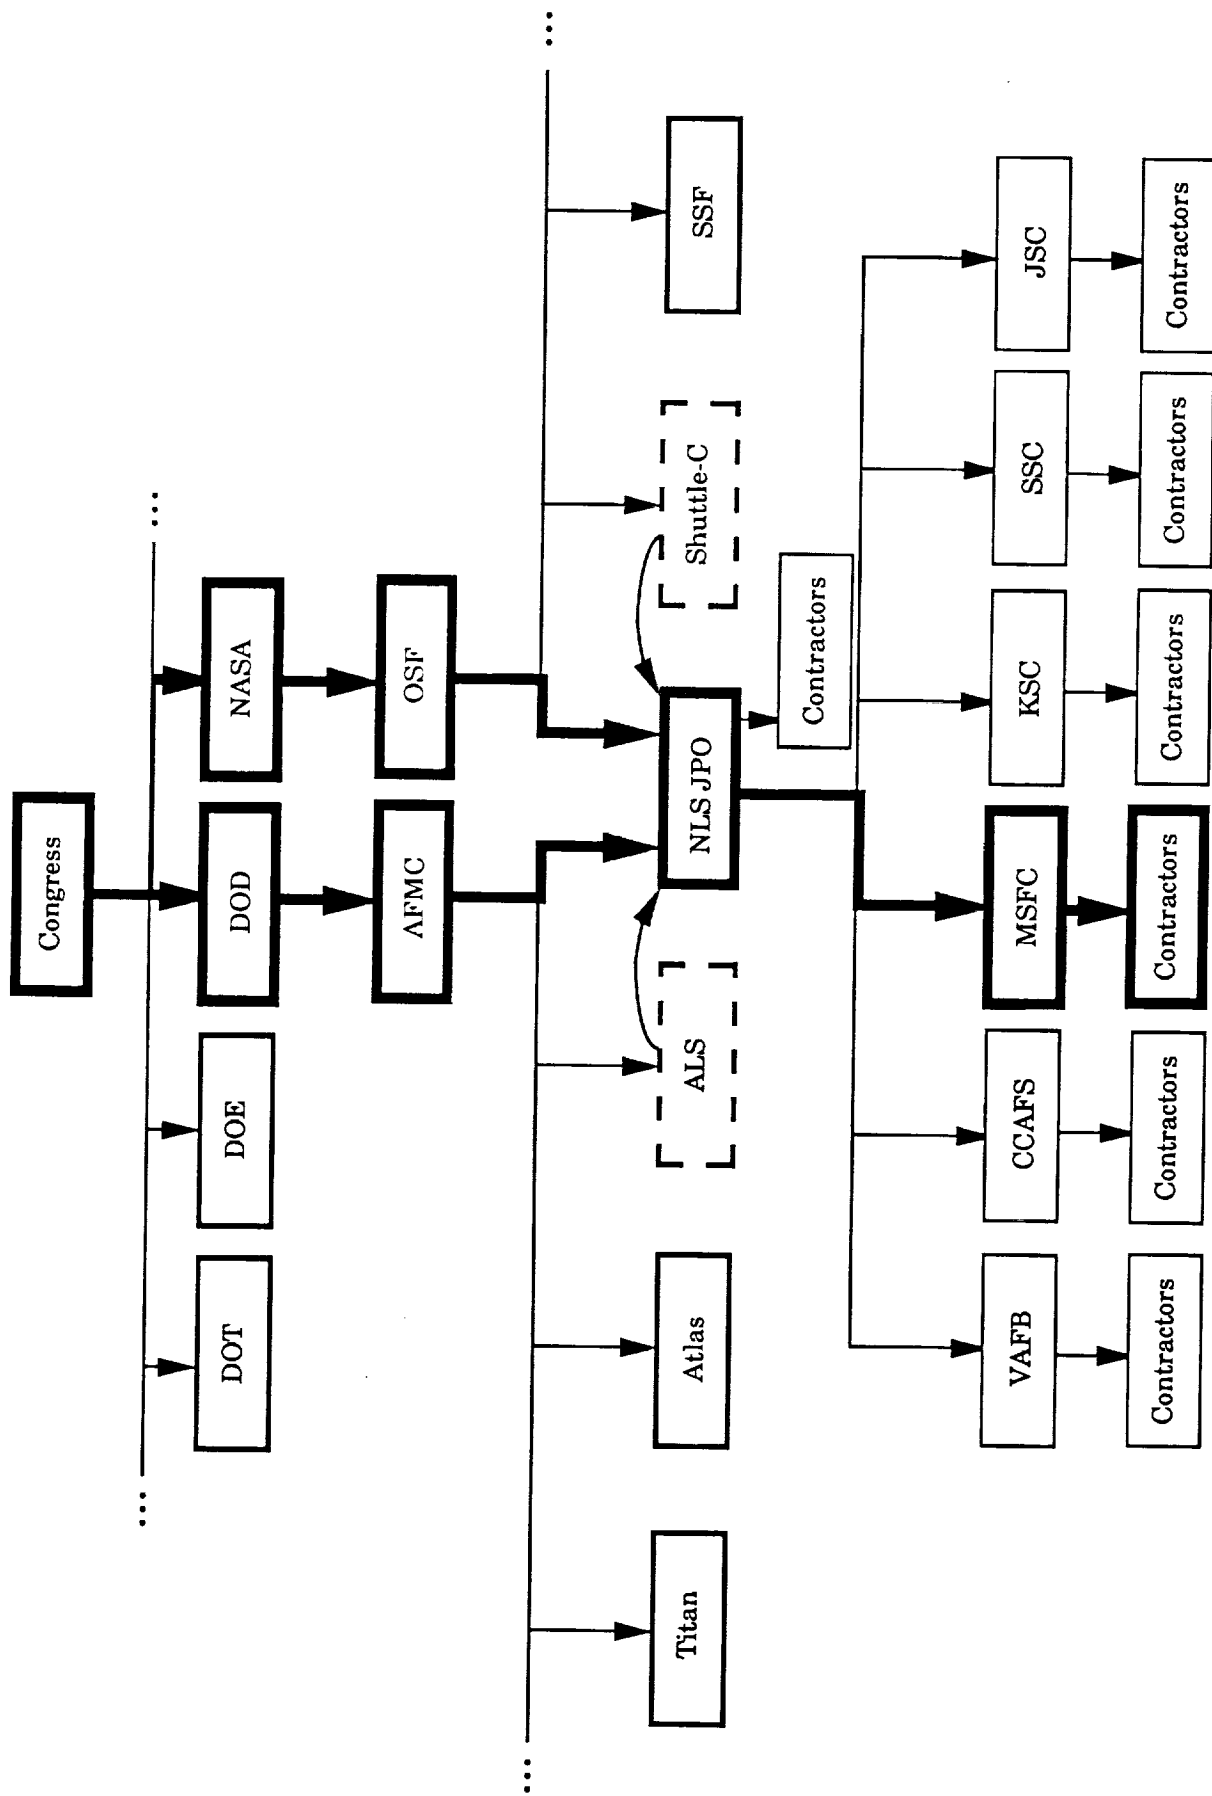 Congress
...
...
DOT
DOE
DOD
NASA
AFMC
OSF
...
...
Titan
Atlas
ALS
NLS JPO
Shuttle-C
SSF
Contractors
VAFB
CCAFS
MSFC
KSC
SSC
JSC
Contractors
Contractors
Contractors
Contractors
Contractors
Contractors